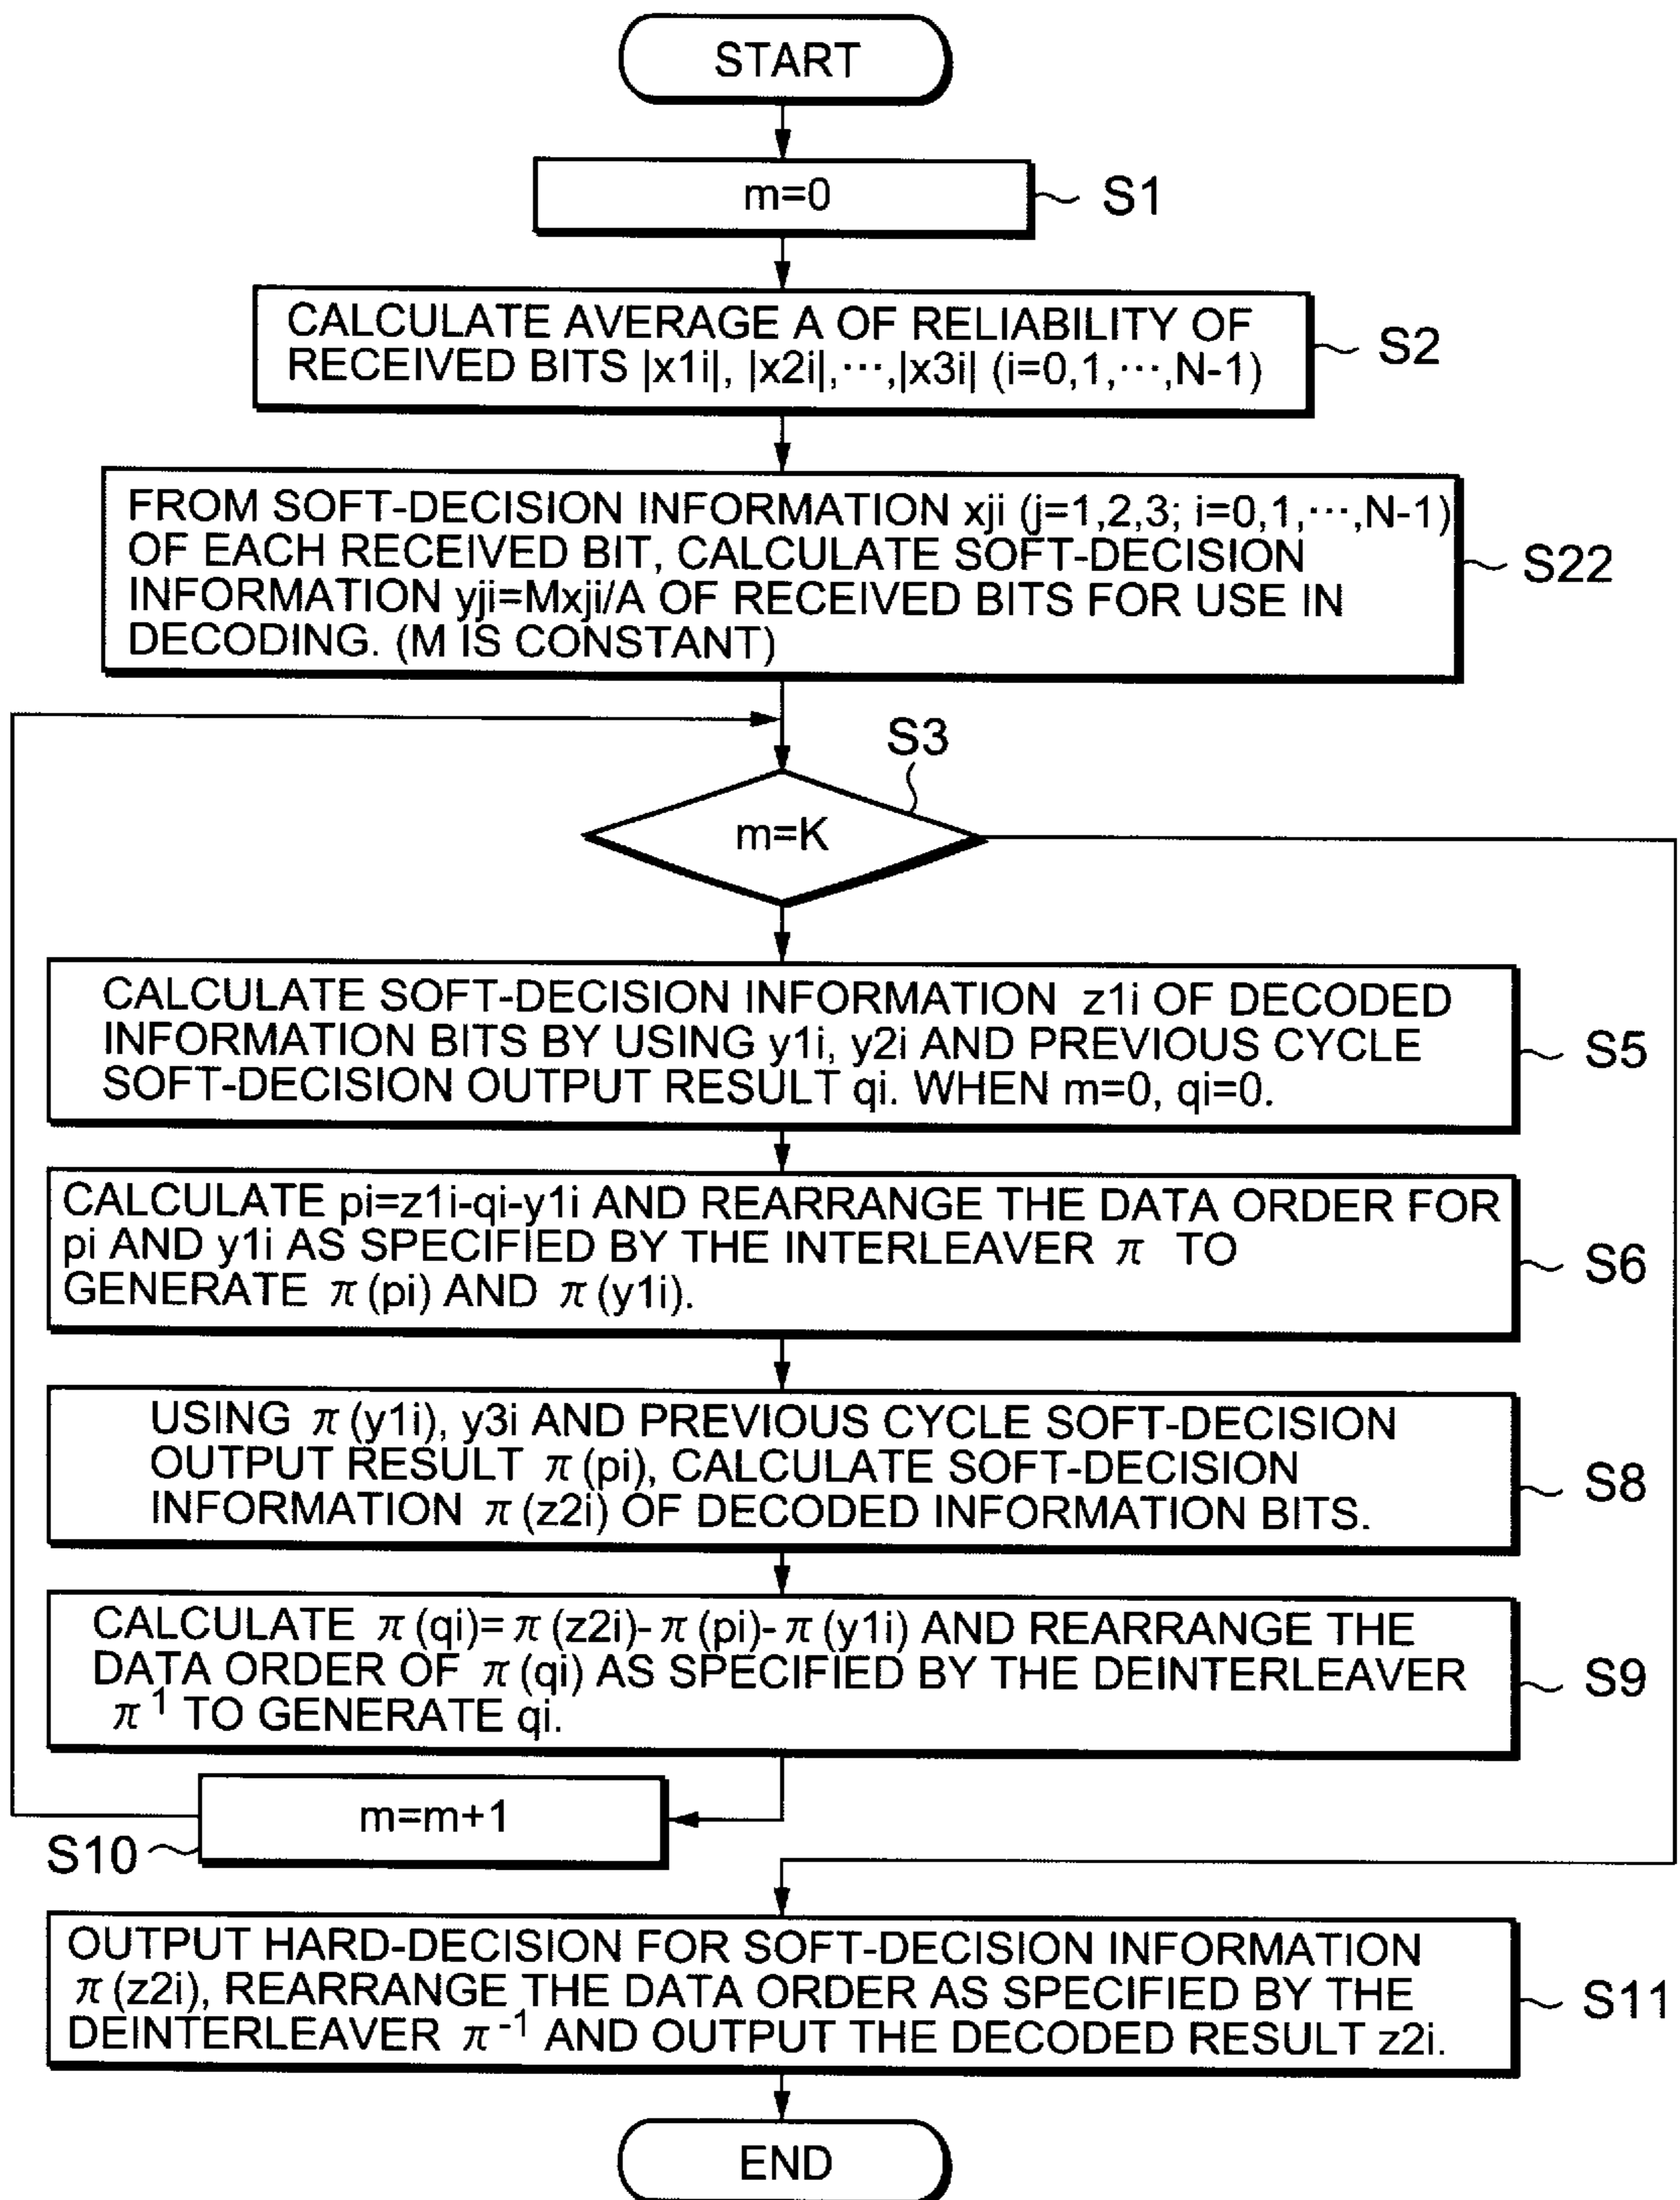 START
m=0
S1
CALCULATE AVERAGE A OF RELIABILITY OF
RECEIVED BITS |x1i|, |x2i|,⋯,|x3i| (i=0,1,⋯,N-1)
S2
FROM SOFT-DECISION INFORMATION xji (j=1,2,3; i=0,1,⋯,N-1)
OF EACH RECEIVED BIT, CALCULATE SOFT-DECISION
INFORMATION yji=Mxji/A OF RECEIVED BITS FOR USE IN
DECODING. (M IS CONSTANT)
S22
S3
m=K
CALCULATE SOFT-DECISION INFORMATION z1i OF DECODED
INFORMATION BITS BY USING y1i, y2i AND PREVIOUS CYCLE
SOFT-DECISION OUTPUT RESULT qi. WHEN m=0, qi=0.
S5
CALCULATE pi=z1i-qi-y1i AND REARRANGE THE DATA ORDER FOR
pi AND y1i AS SPECIFIED BY THE INTERLEAVER π TO
GENERATE π(pi) AND π(y1i).
S6
USING π(y1i), y3i AND PREVIOUS CYCLE SOFT-DECISION
OUTPUT RESULT π(pi), CALCULATE SOFT-DECISION
INFORMATION π(z2i) OF DECODED INFORMATION BITS.
S8
CALCULATE π(qi)=π(z2i)-π(pi)-π(y1i) AND REARRANGE THE
DATA ORDER OF π(qi) AS SPECIFIED BY THE DEINTERLEAVER
π¹ TO GENERATE qi.
S9
m=m+1
S10
OUTPUT HARD-DECISION FOR SOFT-DECISION INFORMATION
π(z2i), REARRANGE THE DATA ORDER AS SPECIFIED BY THE
DEINTERLEAVER π⁻¹ AND OUTPUT THE DECODED RESULT z2i.
S11
END